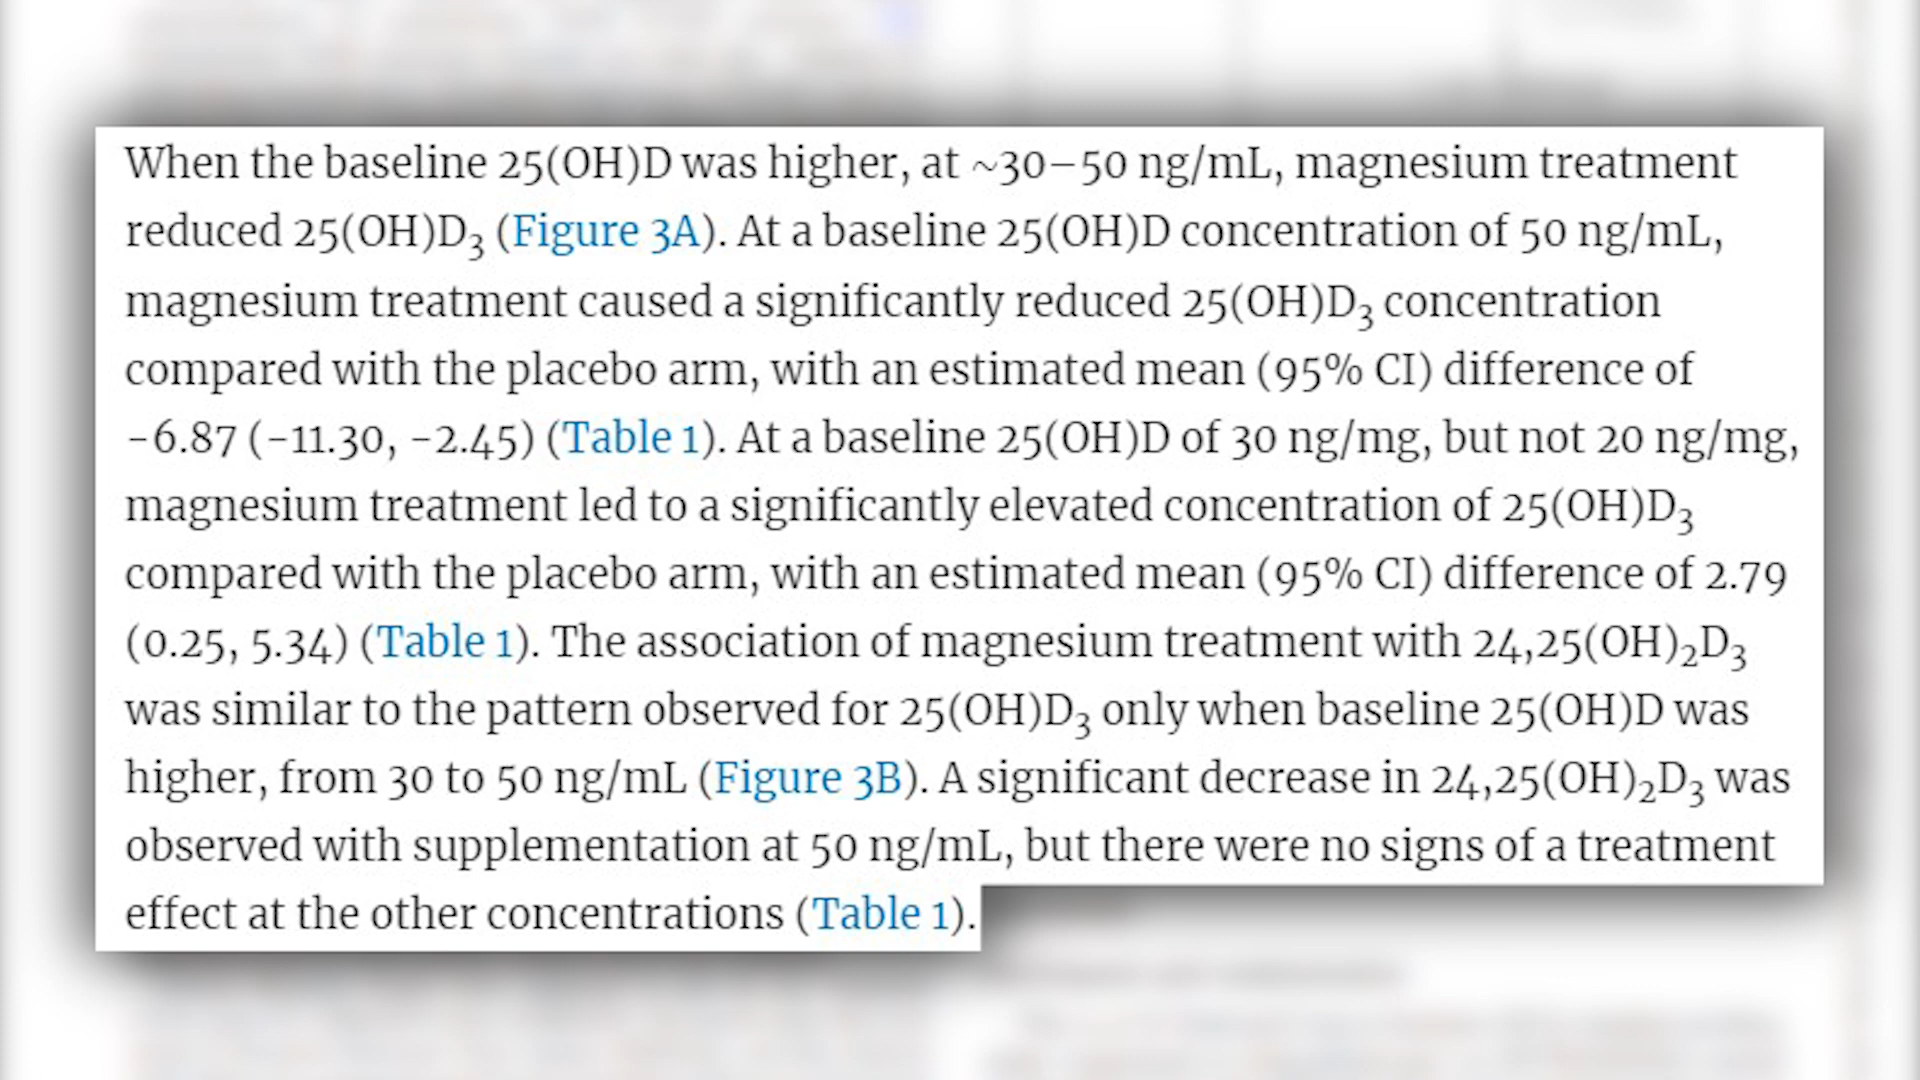 When the baseline 25(OH)D was higher, at ~30–50 ng/mL, magnesium treatment
reduced 25(OH)D₃ (Figure 3A). At a baseline 25(OH)D concentration of 50 ng/mL,
magnesium treatment caused a significantly reduced 25(OH)D₃ concentration
compared with the placebo arm, with an estimated mean (95% CI) difference of
−6.87 (−11.30, −2.45) (Table 1). At a baseline 25(OH)D of 30 ng/mg, but not 20 ng/mg,
magnesium treatment led to a significantly elevated concentration of 25(OH)D₃
compared with the placebo arm, with an estimated mean (95% CI) difference of 2.79
(0.25, 5.34) (Table 1). The association of magnesium treatment with 24,25(OH)₂D₃
was similar to the pattern observed for 25(OH)D₃ only when baseline 25(OH)D was
higher, from 30 to 50 ng/mL (Figure 3B). A significant decrease in 24,25(OH)₂D₃ was
observed with supplementation at 50 ng/mL, but there were no signs of a treatment
effect at the other concentrations (Table 1).